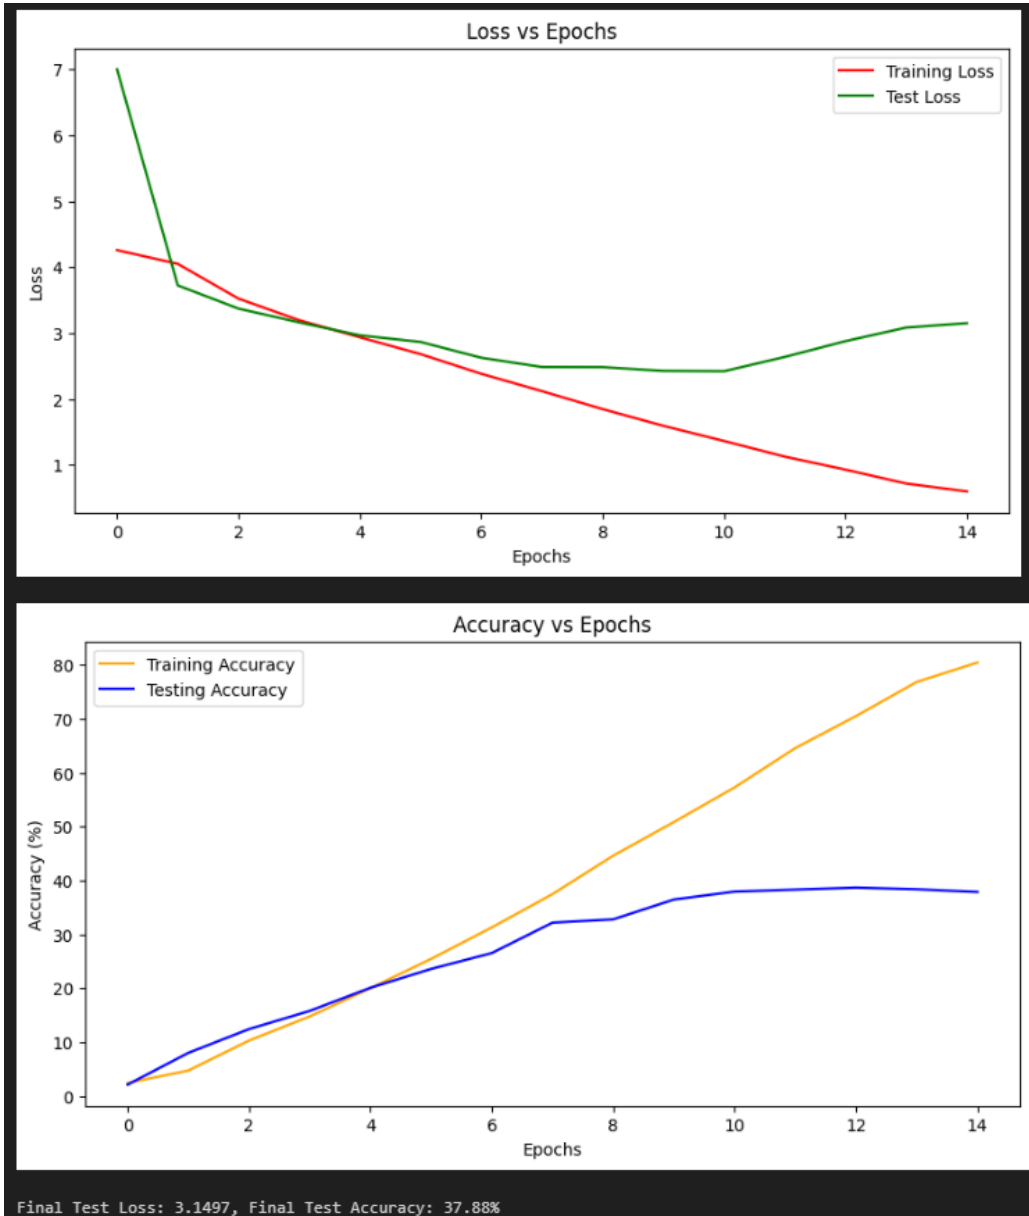 Loss vs Epochs
Training Loss
Test Loss
7
6
5
4
3
2
1
Loss
0 2 4 6 8 10 12 14
Epochs
Accuracy vs Epochs
Training Accuracy
Testing Accuracy
80
70
60
50
40
30
20
10
0
Accuracy (%)
0 2 4 6 8 10 12 14
Epochs
Final Test Loss: 3.1497, Final Test Accuracy: 37.88%